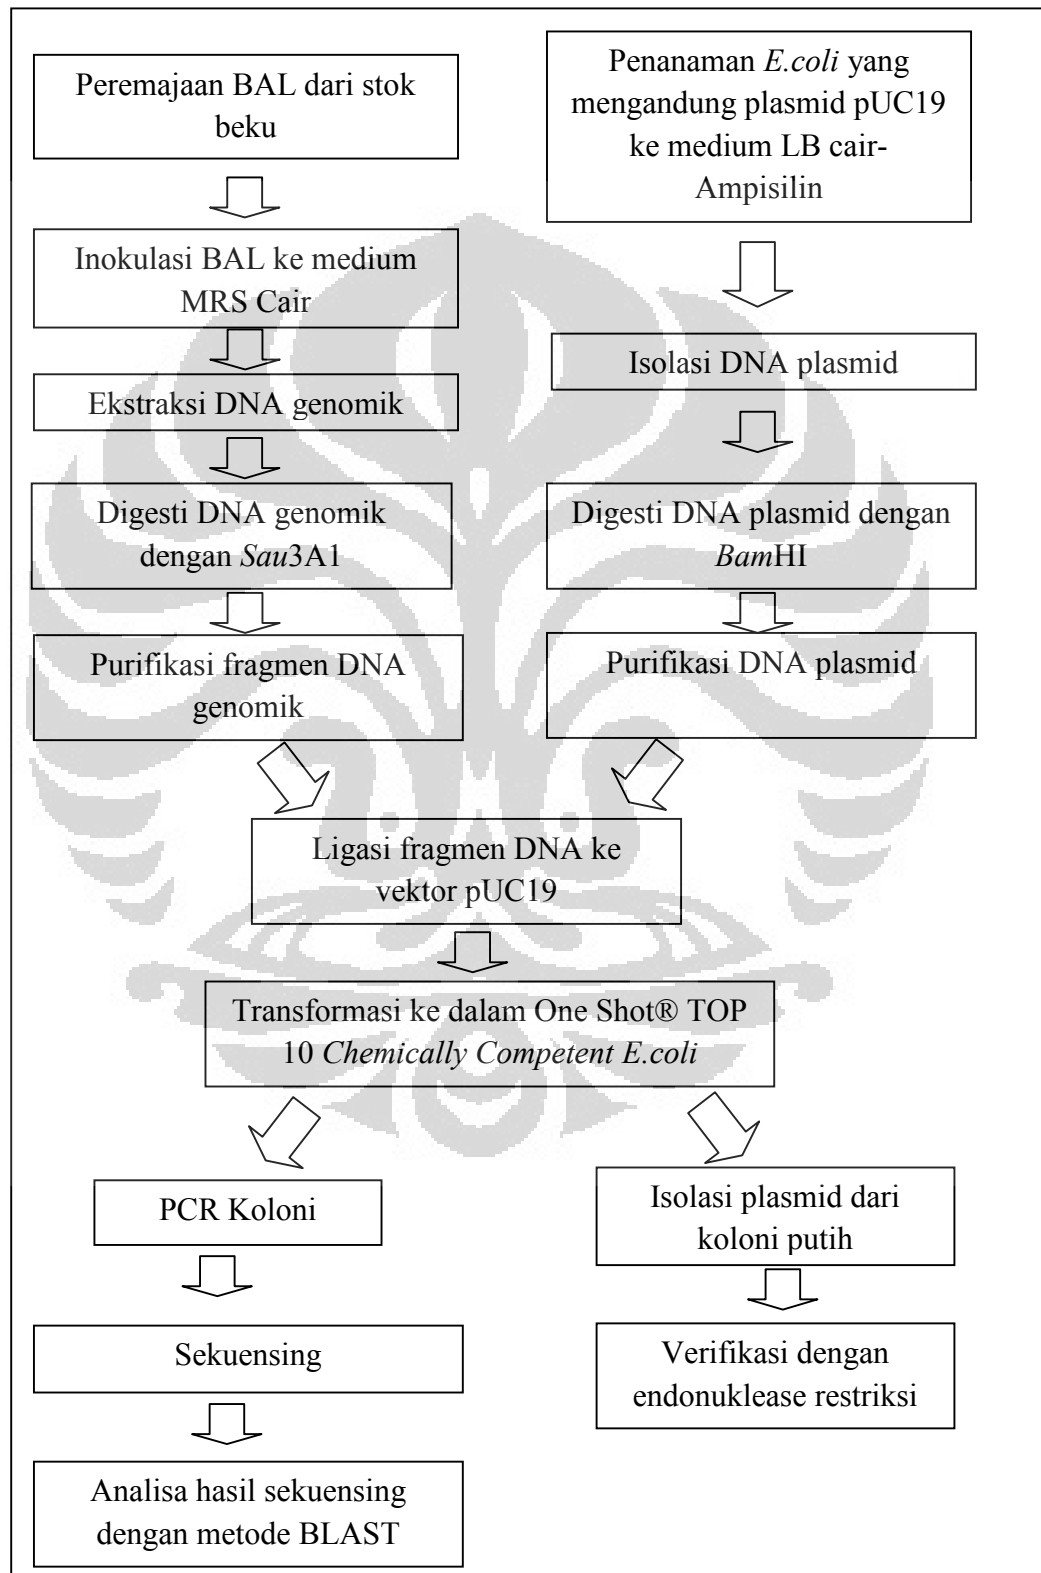 Peremajaan BAL dari stok
beku
Penanaman E.coli yang
mengandung plasmid pUC19
ke medium LB cair-
Ampisilin
Inokulasi BAL ke medium
MRS Cair
Isolasi DNA plasmid
Ekstraksi DNA genomik
Digesti DNA genomik
dengan Sau3A1
Digesti DNA plasmid dengan
BamHI
Purifikasi fragmen DNA
genomik
Purifikasi DNA plasmid
Ligasi fragmen DNA ke
vektor pUC19
Transformasi ke dalam One Shot® TOP
10 Chemically Competent E.coli
PCR Koloni
Isolasi plasmid dari
koloni putih
Sekuensing
Verifikasi dengan
endonuklease restriksi
Analisa hasil sekuensing
dengan metode BLAST